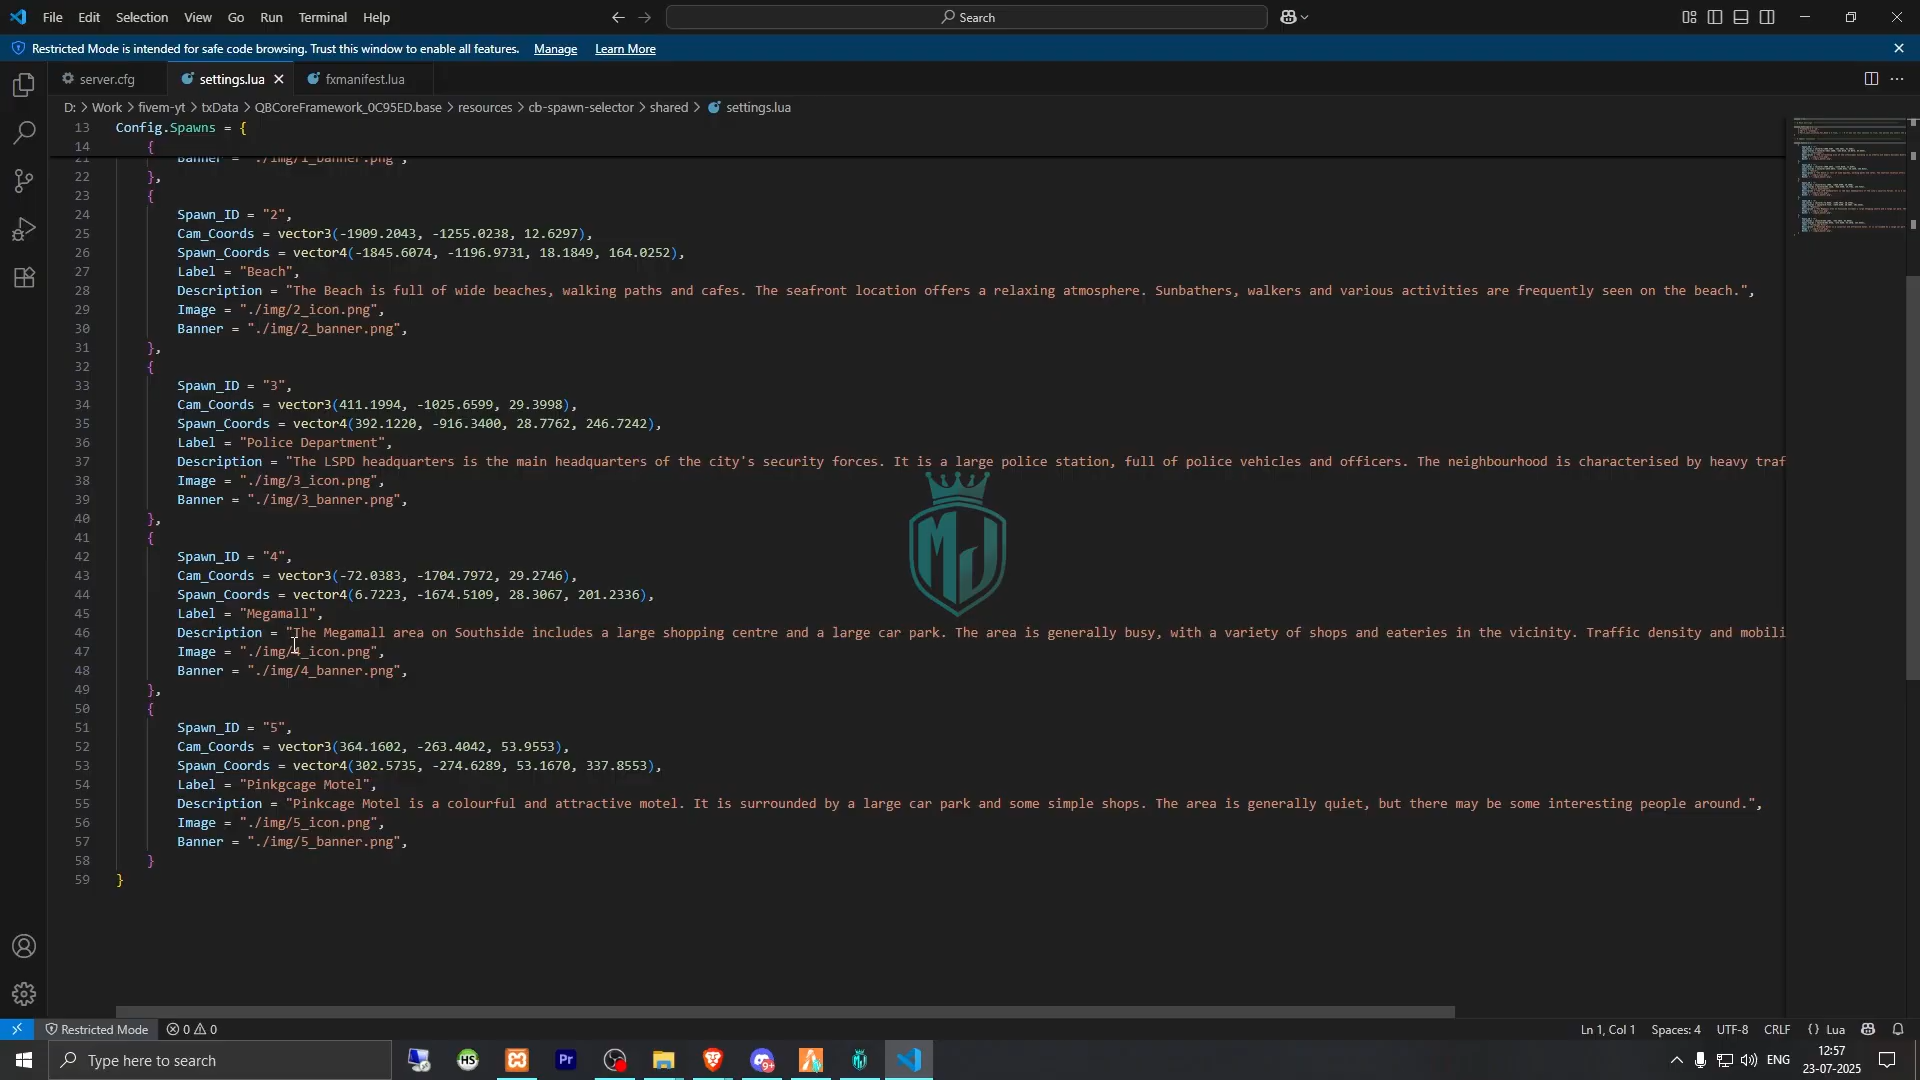 File Edit Selection View Go Run Terminal Help
Search
Restricted Mode is intended for safe code browsing. Trust this window to enable all features. Manage Learn More
server.cfg settings.lua fxmanifest.lua
D: > Work > fivem-yt > txData > QBCoreFramework_0C95ED.base > resources > cb-spawn-selector > shared > settings.lua
13 Config.Spawns = {
14 {
Banner = "./img/1_banner.png",
22 },
23 {
24 Spawn_ID = "2",
25 Cam_Coords = vector3(-1909.2043, -1255.0238, 12.6297),
26 Spawn_Coords = vector4(-1845.6074, -1196.9731, 18.1849, 164.0252),
27 Label = "Beach",
28 Description = "The Beach is full of wide beaches, walking paths and cafes. The seafront location offers a relaxing atmosphere. Sunbathers, walkers and various activities are frequently seen on the beach.",
29 Image = "./img/2_icon.png",
30 Banner = "./img/2_banner.png",
31 },
32 {
33 Spawn_ID = "3",
34 Cam_Coords = vector3(411.1994, -1025.6599, 29.3998),
35 Spawn_Coords = vector4(392.1220, -916.3400, 28.7762, 246.7242),
36 Label = "Police Department",
37 Description = "The LSPD headquarters is the main headquarters of the city's security forces. It is a large police station, full of police vehicles and officers. The neighbourhood is characterised by heavy traf
38 Image = "./img/3_icon.png",
39 Banner = "./img/3_banner.png",
40 },
41 {
42 Spawn_ID = "4",
43 Cam_Coords = vector3(-72.0383, -1704.7972, 29.2746),
44 Spawn_Coords = vector4(6.7223, -1674.5109, 28.3067, 201.2336),
45 Label = "Megamall",
46 Description = "The Megamall area on Southside includes a large shopping centre and a large car park. The area is generally busy, with a variety of shops and eateries in the vicinity. Traffic density and mobili
47 Image = "./img/4_icon.png",
48 Banner = "./img/4_banner.png",
49 },
50 {
51 Spawn_ID = "5",
52 Cam_Coords = vector3(364.1602, -263.4042, 53.9553),
53 Spawn_Coords = vector4(302.5735, -274.6289, 53.1670, 337.8553),
54 Label = "Pinkgcage Motel",
55 Description = "Pinkcage Motel is a colourful and attractive motel. It is surrounded by a large car park and some simple shops. The area is generally quiet, but there may be some interesting people around.",
56 Image = "./img/5_icon.png",
57 Banner = "./img/5_banner.png",
58 }
59 }
MJ
Restricted Mode 0 0 Ln 1, Col 1 Spaces: 4 UTF-8 CRLF {} Lua
Type here to search HS Pr 9+ ENG 12:57
23-07-2025